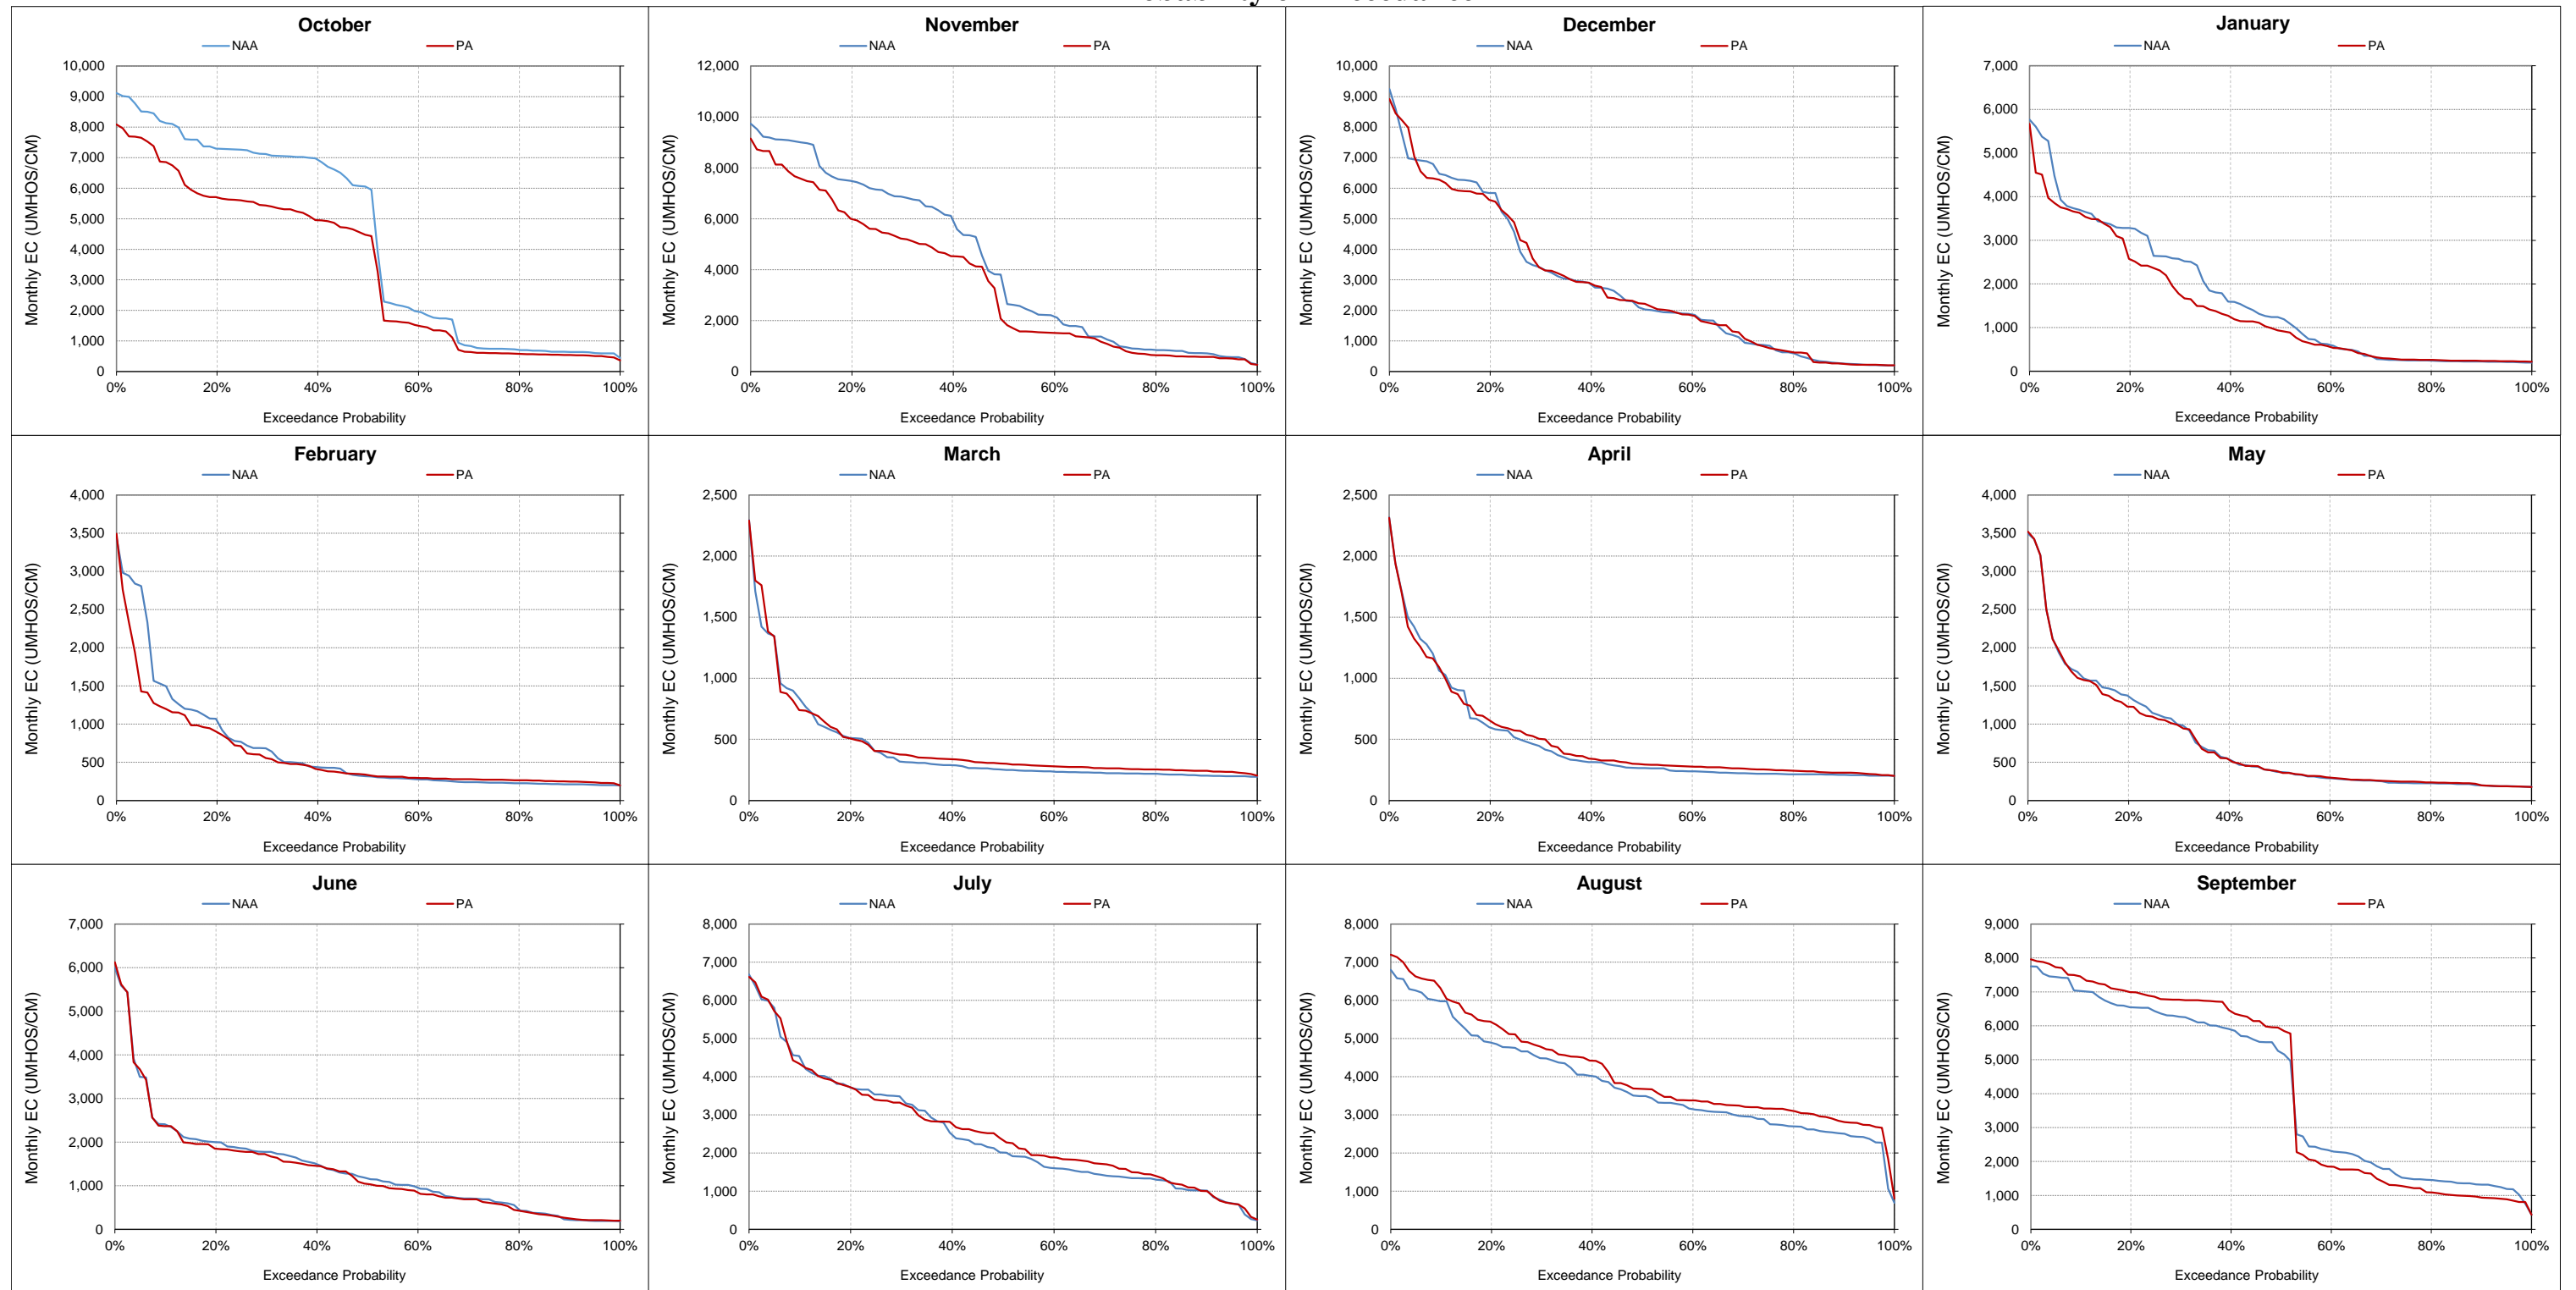 October
NAA PA
10,000
9,000
8,000
7,000
6,000
5,000
4,000
3,000
2,000
1,000
0
0% 20% 40% 60% 80% 100%
Monthly EC (UMHOS/CM)
Exceedance Probability
November
NAA PA
12,000
10,000
8,000
6,000
4,000
2,000
0
0% 20% 40% 60% 80% 100%
Monthly EC (UMHOS/CM)
Exceedance Probability
December
NAA PA
10,000
9,000
8,000
7,000
6,000
5,000
4,000
3,000
2,000
1,000
0
0% 20% 40% 60% 80% 100%
Monthly EC (UMHOS/CM)
Exceedance Probability
January
NAA PA
7,000
6,000
5,000
4,000
3,000
2,000
1,000
0
0% 20% 40% 60% 80% 100%
Monthly EC (UMHOS/CM)
Exceedance Probability
February
NAA PA
4,000
3,500
3,000
2,500
2,000
1,500
1,000
500
0
0% 20% 40% 60% 80% 100%
Monthly EC (UMHOS/CM)
Exceedance Probability
March
NAA PA
2,500
2,000
1,500
1,000
500
0
0% 20% 40% 60% 80% 100%
Monthly EC (UMHOS/CM)
Exceedance Probability
April
NAA PA
2,500
2,000
1,500
1,000
500
0
0% 20% 40% 60% 80% 100%
Monthly EC (UMHOS/CM)
Exceedance Probability
May
NAA PA
4,000
3,500
3,000
2,500
2,000
1,500
1,000
500
0
0% 20% 40% 60% 80% 100%
Monthly EC (UMHOS/CM)
Exceedance Probability
June
NAA PA
7,000
6,000
5,000
4,000
3,000
2,000
1,000
0
0% 20% 40% 60% 80% 100%
Monthly EC (UMHOS/CM)
Exceedance Probability
July
NAA PA
8,000
7,000
6,000
5,000
4,000
3,000
2,000
1,000
0
0% 20% 40% 60% 80% 100%
Monthly EC (UMHOS/CM)
Exceedance Probability
August
NAA PA
8,000
7,000
6,000
5,000
4,000
3,000
2,000
1,000
0
0% 20% 40% 60% 80% 100%
Monthly EC (UMHOS/CM)
Exceedance Probability
September
NAA PA
9,000
8,000
7,000
6,000
5,000
4,000
3,000
2,000
1,000
0
0% 20% 40% 60% 80% 100%
Monthly EC (UMHOS/CM)
Exceedance Probability